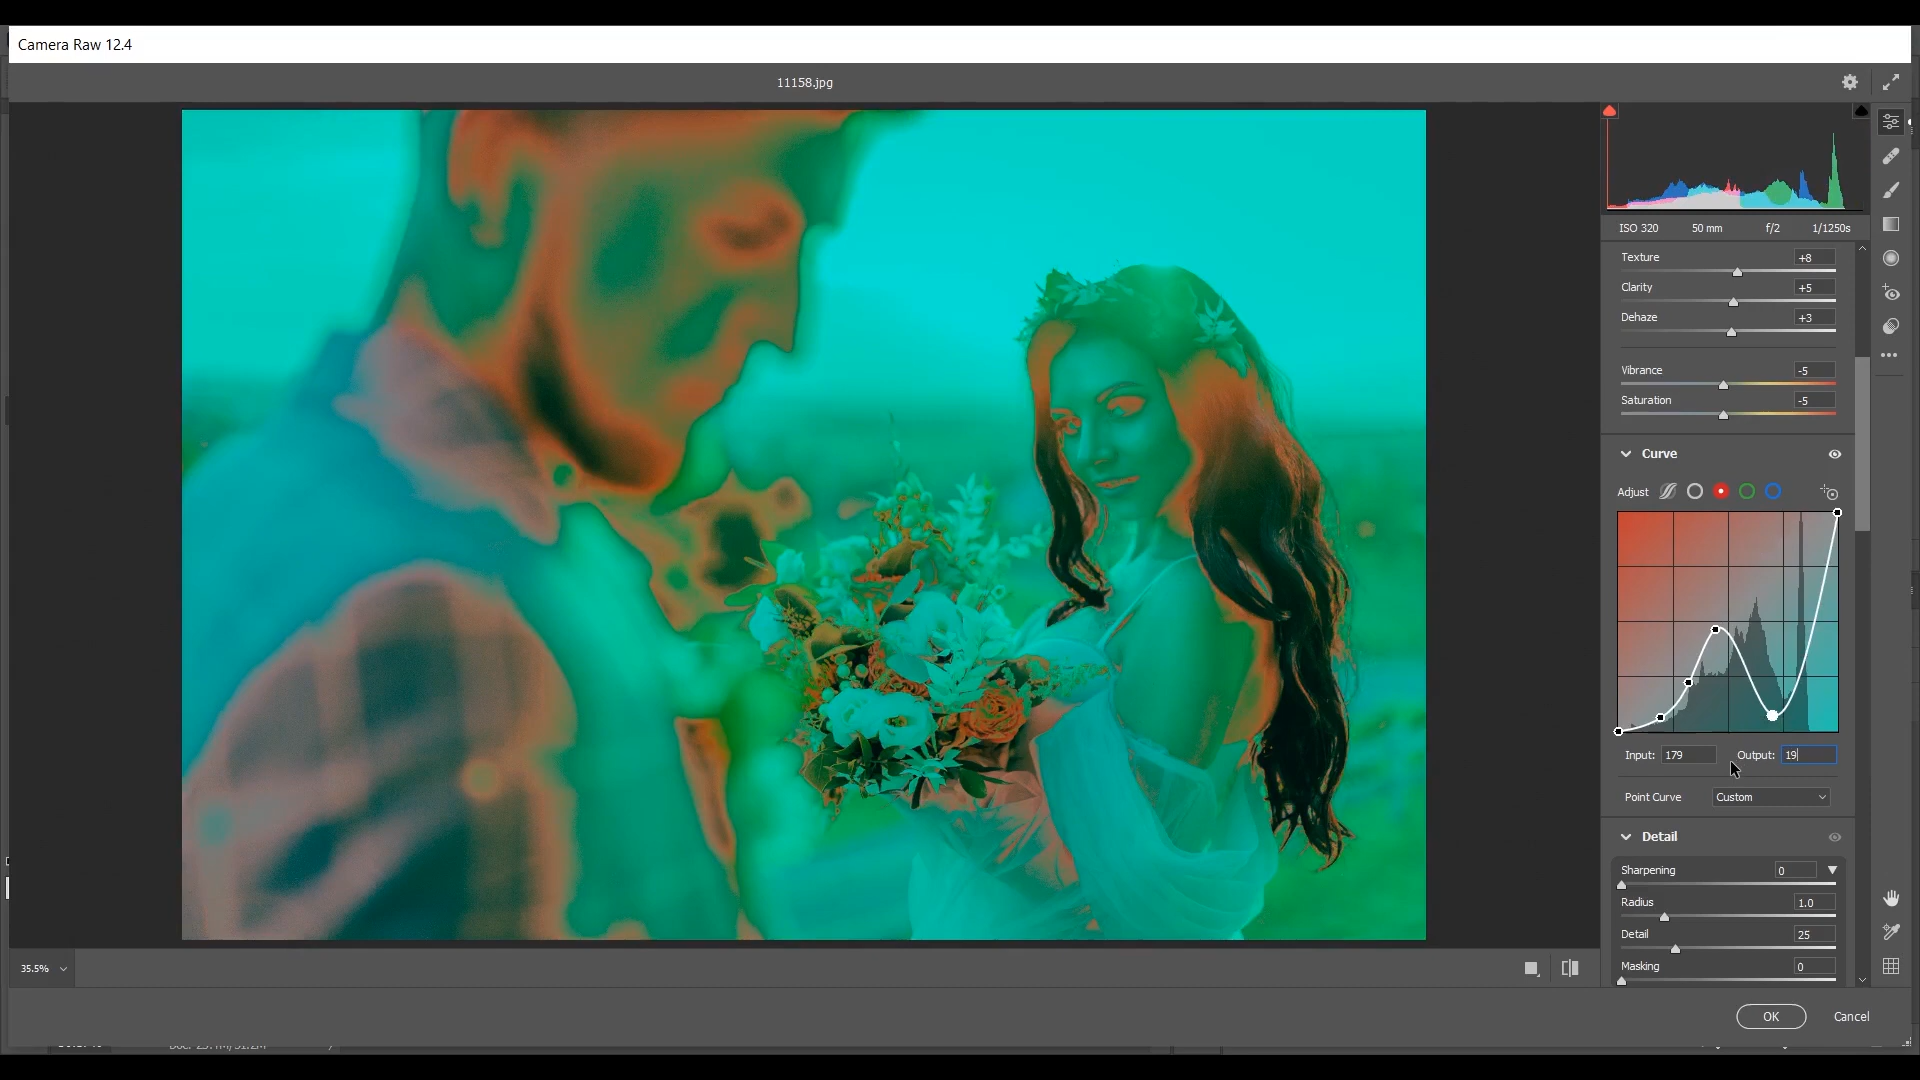 Camera Raw 12.4
11158.jpg
ISO 320 50 mm f/2 1/1250s
Texture +8
Clarity +5
Dehaze +3
Vibrance -5
Saturation -5
Curve
Adjust
Input: 179 Output: 19
Point Curve Custom
Detail
Sharpening 0
Radius 1.0
Detail 25
Masking 0
35.5%
OK Cancel